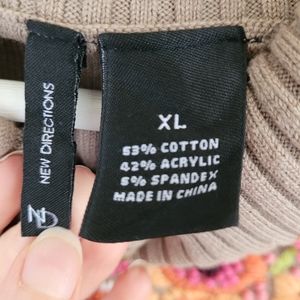 NEW DIRECTIONS
ND
XL
53% COTTON
42% ACRYLIC
5% SPANDEX
MADE IN CHINA